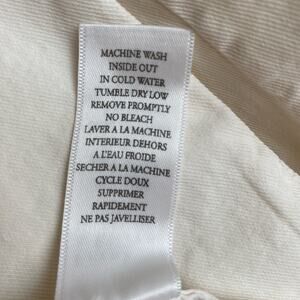 MACHINE WASH
INSIDE OUT
IN COLD WATER
TUMBLE DRY LOW
REMOVE PROMPTLY
NO BLEACH
LAVER A LA MACHINE
INTERIEUR DEHORS
A L'EAU FROIDE
SECHER A LA MACHINE
CYCLE DOUX
SUPPRIMER
RAPIDEMENT
NE PAS JAVELLISER